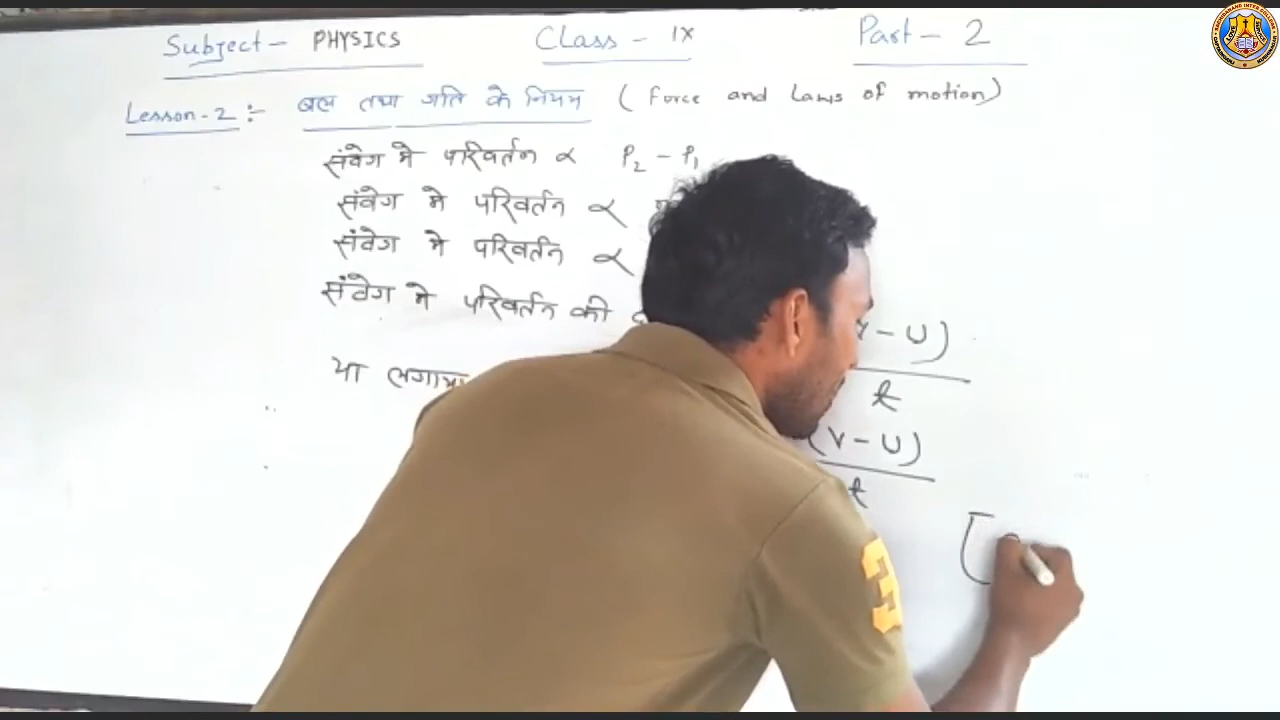 Subject - PHYSICS Class - IX Part - 2
Lesson-2 :- बल तथा गति के नियम ( Force and Laws of motion )
संवेग मे परिवर्तन ∝ P₂ - P₁
संवेग मे परिवर्तन ∝
संवेग मे परिवर्तन ∝
संवेग मे परिवर्तन की
v - u)
t
या
(v - u)
t
[